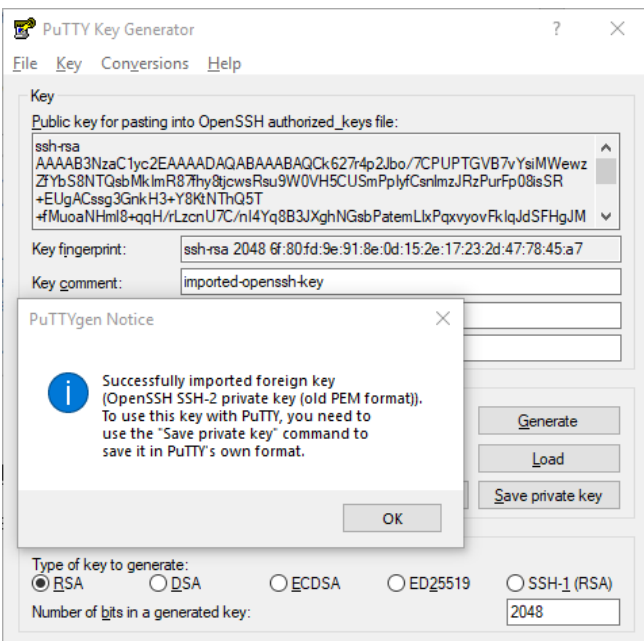 PuTTY Key Generator
File Key Conversions Help
Key
Public key for pasting into OpenSSH authorized_keys file:
ssh-rsa
AAAAB3NzaC1yc2EAAAADAQABAAABAQCk627r4p2Jbo/7CPUPTGVB7vYsiMWewz
ZfYbS8NTQsbMkImR87fhy8tjcwsRsu9W0VH5CUSmPpIyfCsnlmzJRzPurFp08isSR
+EUgACssg3GnkH3+Y8KtNThQ5T
+fMuoaNHmI8+qqH/rLzcnU7C/nI4Yq8B3JXghNGsbPatemLIxPqxvyovFkIqJdSFHgJM
Key fingerprint: ssh-rsa 2048 6f:80:fd:9e:91:8e:0d:15:2e:17:23:2d:47:78:45:a7
Key comment: imported-openssh-key
PuTTYgen Notice
Successfully imported foreign key
(OpenSSH SSH-2 private key (old PEM format)).
To use this key with PuTTY, you need to
use the "Save private key" command to
save it in PuTTY's own format.
OK
Generate
Load
Save private key
Type of key to generate:
RSA DSA ECDSA ED25519 SSH-1 (RSA)
Number of bits in a generated key: 2048